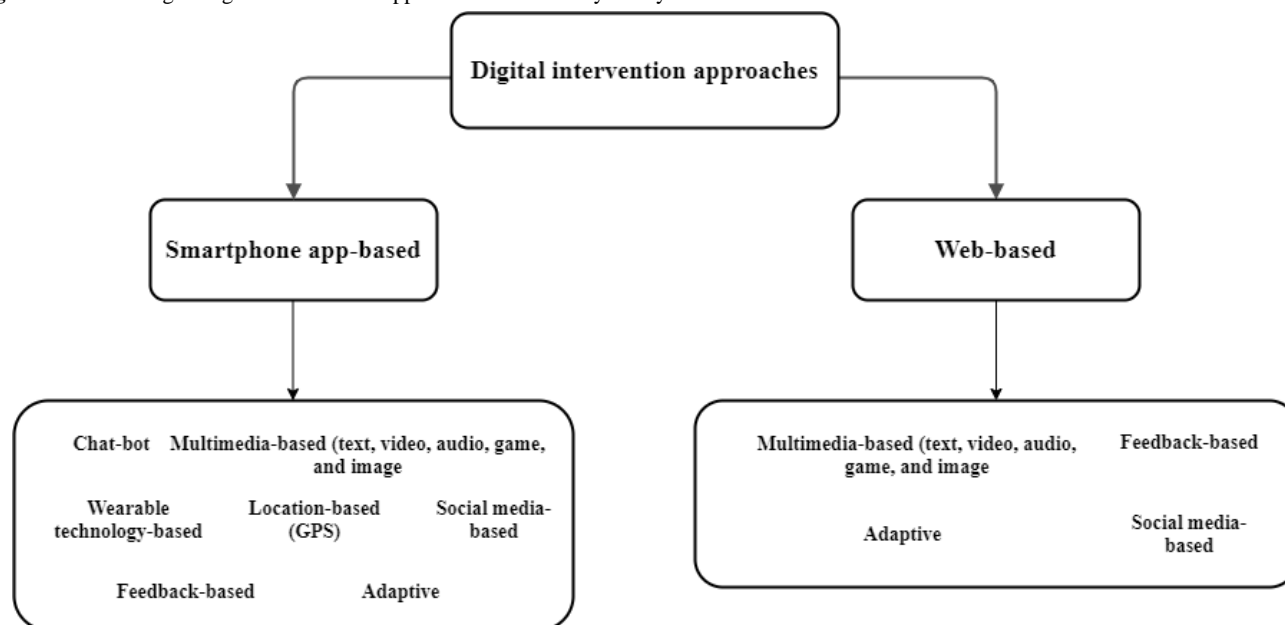 Digital intervention approaches
Smartphone app-based
Web-based
Chat-bot
Multimedia-based (text, video, audio, game,
and image
Wearable
technology-based
Location-based
(GPS)
Social media-
based
Feedback-based
Adaptive
Multimedia-based (text, video, audio,
game, and image
Feedback-based
Adaptive
Social media-
based